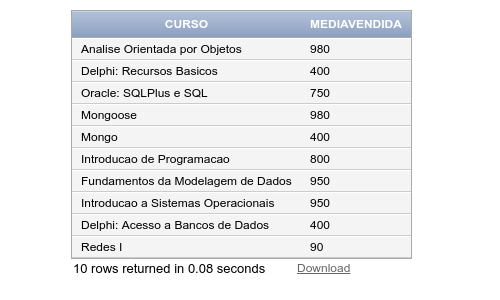 CURSO MEDIAVENDIDA
Analise Orientada por Objetos 980
Delphi: Recursos Basicos 400
Oracle: SQLPlus e SQL 750
Mongoose 980
Mongo 400
Introducao de Programacao 800
Fundamentos da Modelagem de Dados 950
Introducao a Sistemas Operacionais 950
Delphi: Acesso a Bancos de Dados 400
Redes I 90
10 rows returned in 0.08 seconds Download